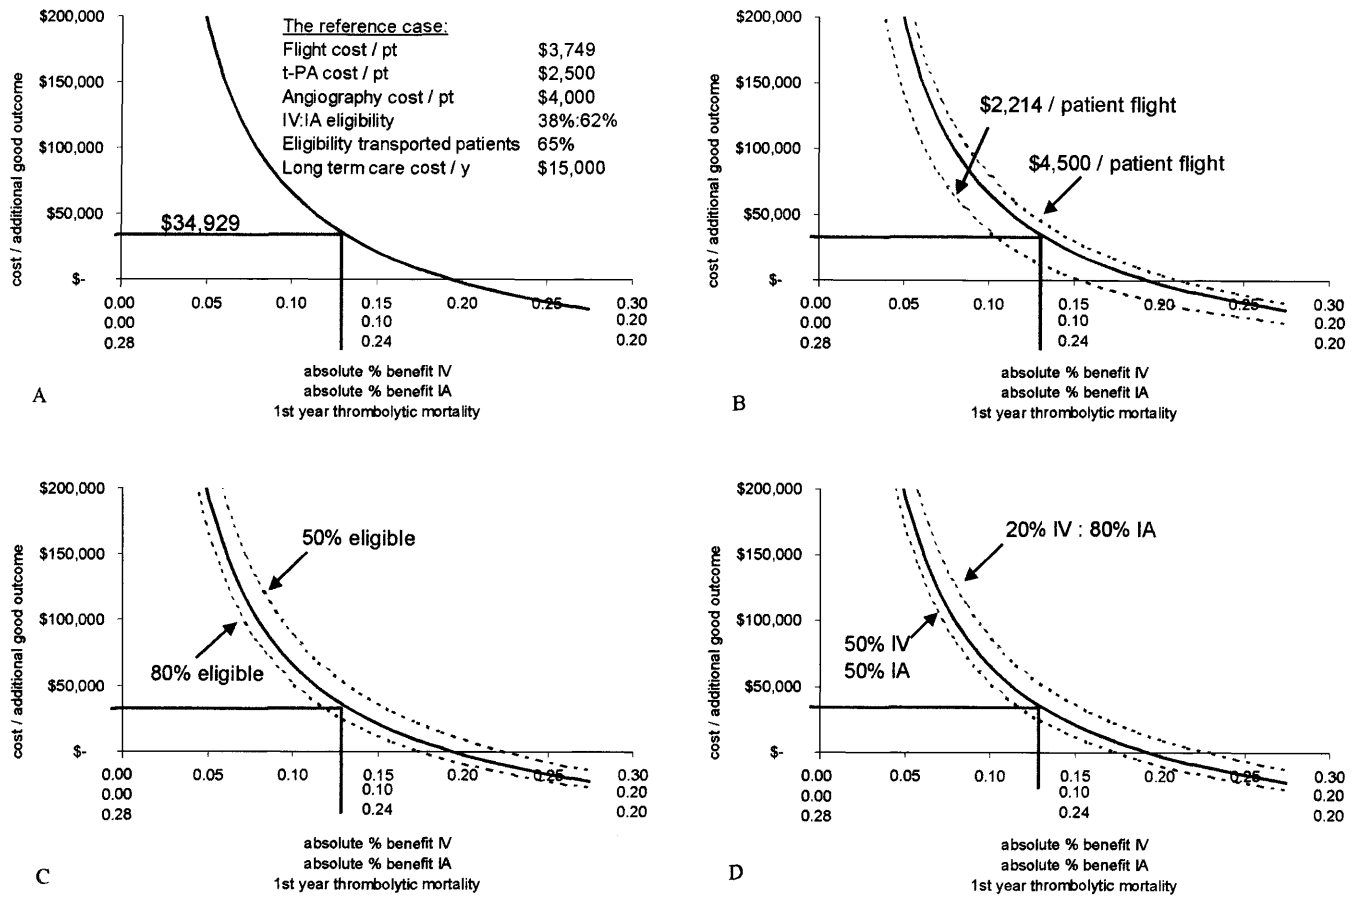 $200,000
$150,000
$100,000
$50,000
$-
cost / additional good outcome
The reference case:
Flight cost / pt $3,749
t-PA cost / pt $2,500
Angiography cost / pt $4,000
IV:IA eligibility 38%:62%
Eligibility transported patients 65%
Long term care cost / y $15,000
$34,929
0.00 0.05 0.10 0.15 0.20 0.25 0.30
0.00 0.10 0.20
0.28 0.24 0.20
absolute % benefit IV
absolute % benefit IA
1st year thrombolytic mortality
A
$200,000
$150,000
$100,000
$50,000
$-
cost / additional good outcome
$2,214 / patient flight
$4,500 / patient flight
0.00 0.05 0.10 0.15 0.20 0.25 0.30
0.00 0.10 0.20
0.28 0.24 0.20
absolute % benefit IV
absolute % benefit IA
1st year thrombolytic mortality
B
$200,000
$150,000
$100,000
$50,000
$-
cost / additional good outcome
50% eligible
80% eligible
0.00 0.05 0.10 0.15 0.20 0.25 0.30
0.00 0.10 0.20
0.28 0.24 0.20
absolute % benefit IV
absolute % benefit IA
1st year thrombolytic mortality
C
$200,000
$150,000
$100,000
$50,000
$-
cost / additional good outcome
20% IV : 80% IA
50% IV
50% IA
0.00 0.05 0.10 0.15 0.20 0.25 0.30
0.00 0.10 0.20
0.28 0.24 0.20
absolute % benefit IV
absolute % benefit IA
1st year thrombolytic mortality
D